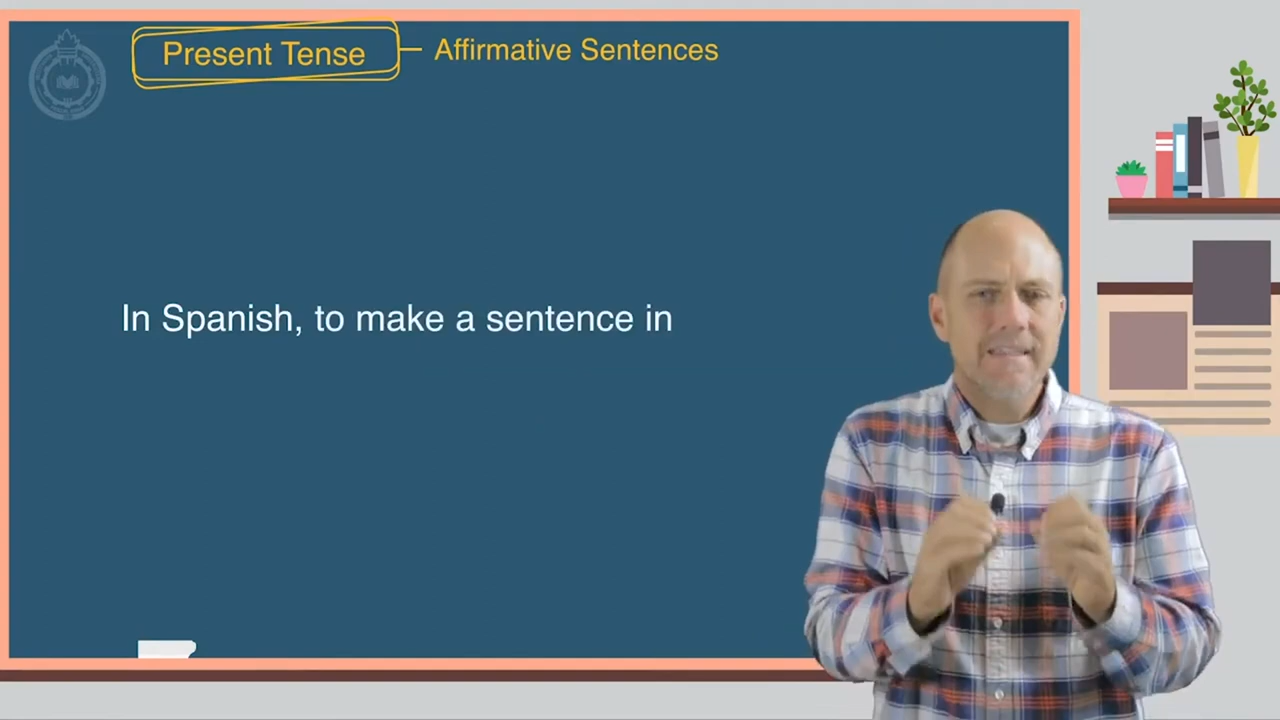 Present Tense
Affirmative Sentences
In Spanish, to make a sentence in